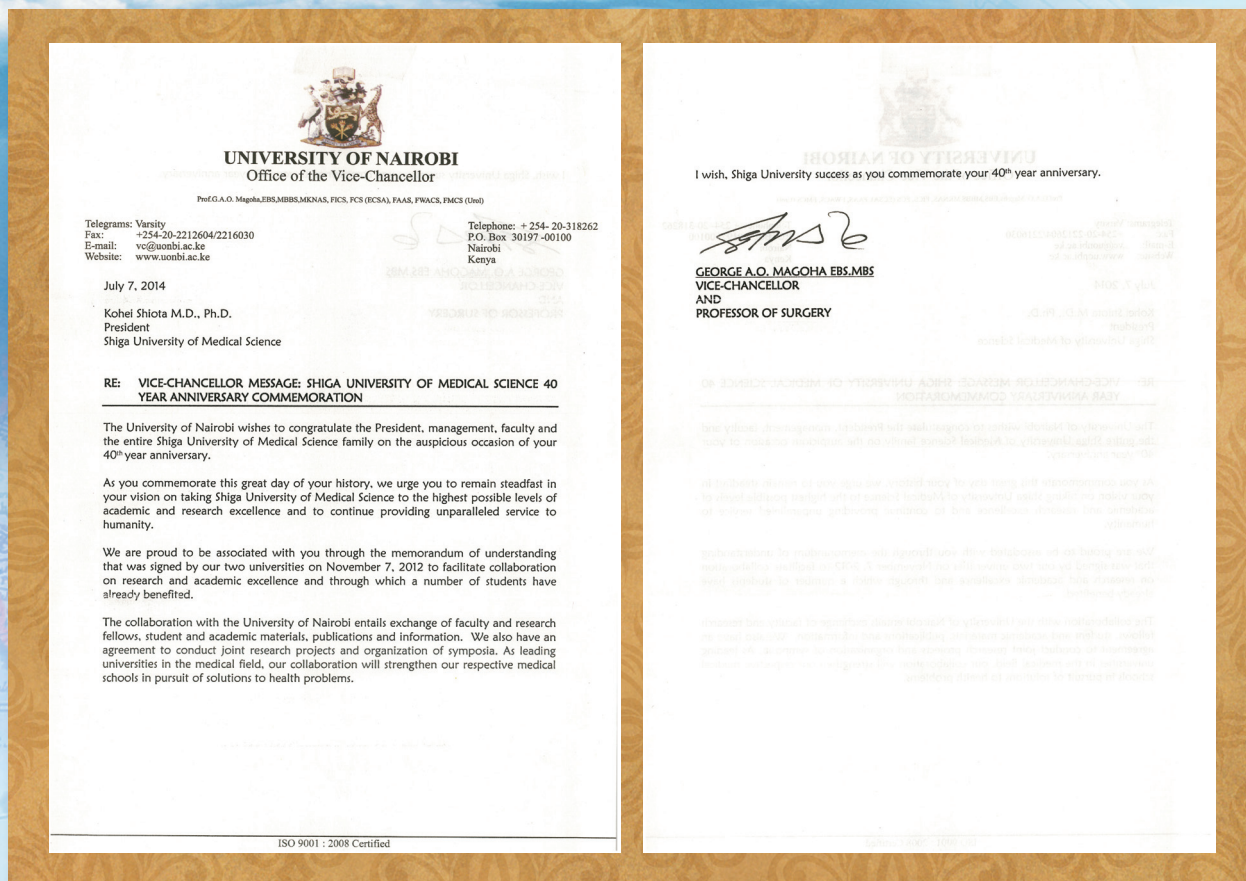 UNIVERSITY OF NAIROBI
Office of the Vice-Chancellor
Prof.G.A.O. Magoha,EBS,MBBS,MKNAS, FICS, FCS (ECSA), FAAS, FWACS, FMCS (Urol)
Telegrams: Varsity
Fax: +254-20-2212604/2216030
E-mail: vc@uonbi.ac.ke
Website: www.uonbi.ac.ke
Telephone: + 254- 20-318262
P.O. Box 30197 -00100
Nairobi
Kenya
July 7, 2014
Kohei Shiota M.D., Ph.D.
President
Shiga University of Medical Science
RE: VICE-CHANCELLOR MESSAGE: SHIGA UNIVERSITY OF MEDICAL SCIENCE 40
YEAR ANNIVERSARY COMMEMORATION
The University of Nairobi wishes to congratulate the President, management, faculty and
the entire Shiga University of Medical Science family on the auspicious occasion of your
40th year anniversary.
As you commemorate this great day of your history, we urge you to remain steadfast in
your vision on taking Shiga University of Medical Science to the highest possible levels of
academic and research excellence and to continue providing unparalleled service to
humanity.
We are proud to be associated with you through the memorandum of understanding
that was signed by our two universities on November 7, 2012 to facilitate collaboration
on research and academic excellence and through which a number of students have
already benefited.
The collaboration with the University of Nairobi entails exchange of faculty and research
fellows, student and academic materials, publications and information. We also have an
agreement to conduct joint research projects and organization of symposia. As leading
universities in the medical field, our collaboration will strengthen our respective medical
schools in pursuit of solutions to health problems.
ISO 9001 : 2008 Certified
I wish, Shiga University success as you commemorate your 40th year anniversary.
GEORGE A.O. MAGOHA EBS,MBS
VICE-CHANCELLOR
AND
PROFESSOR OF SURGERY